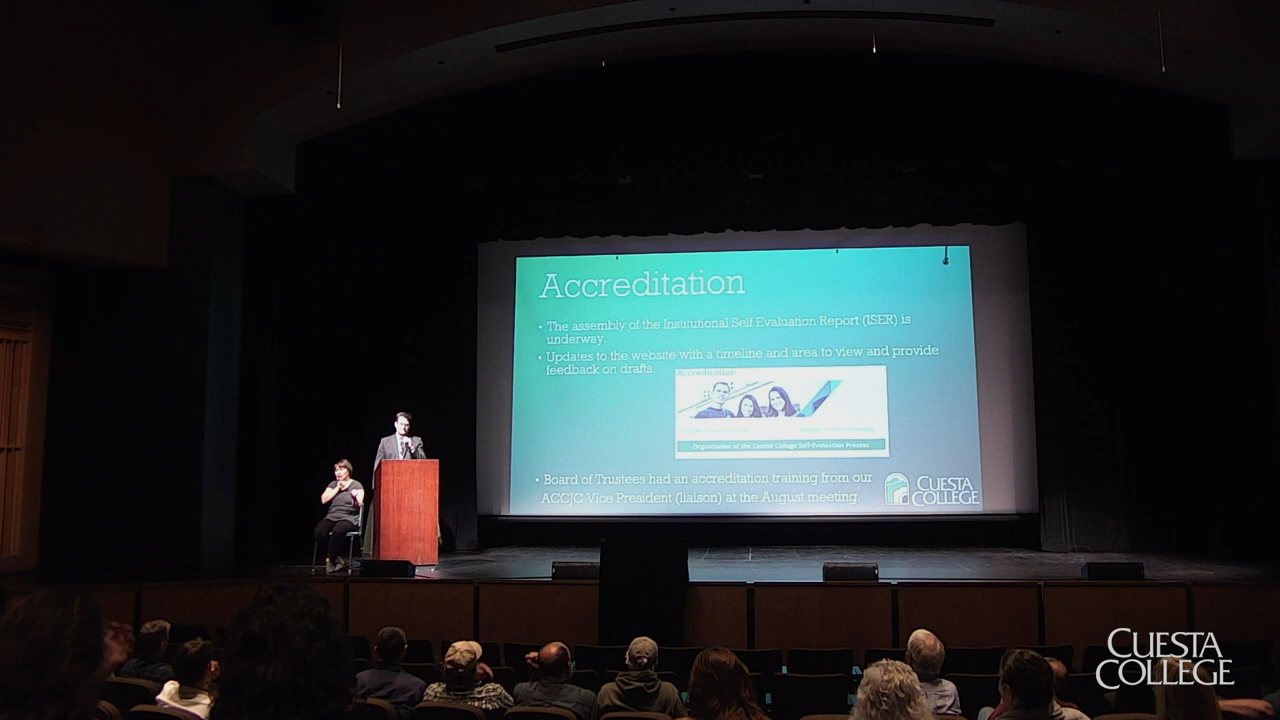 Accreditation
• The assembly of the Institutional Self Evaluation Report (ISER) is
underway.
• Updates to the website with a timeline and area to view and provide
feedback on drafts.
Accreditation
Organization of the Cuesta College Self-Evaluation Process
• Board of Trustees had an accreditation training from our
ACCJC Vice President (liaison) at the August meeting.
CUESTA
COLLEGE
CUESTA
COLLEGE